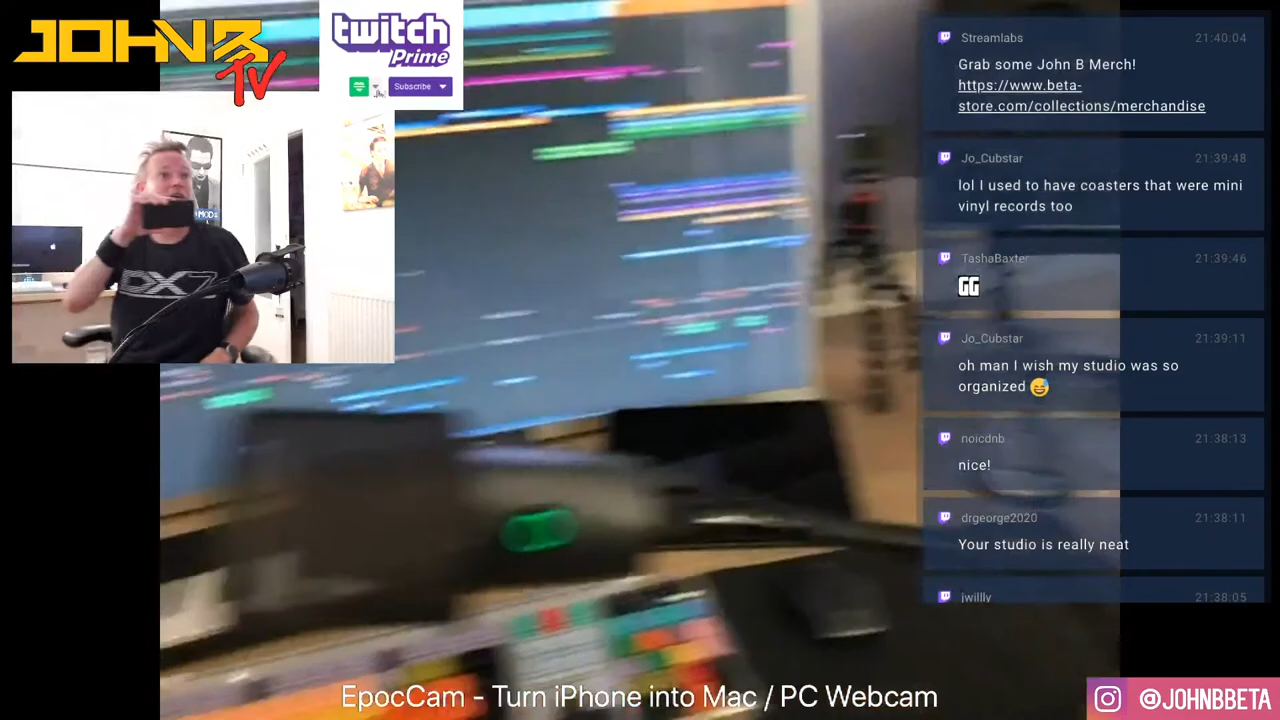 JOHN B
TV
twitch
Prime
Subscribe
MODS
DX7
Streamlabs 21:40:04
Grab some John B Merch!
https://www.beta-
store.com/collections/merchandise
Jo_Cubstar 21:39:48
lol I used to have coasters that were mini
vinyl records too
TashaBaxter 21:39:46
GG
Jo_Cubstar 21:39:11
oh man I wish my studio was so
organized 😅
noicdnb 21:38:13
nice!
drgeorge2020 21:38:11
Your studio is really neat
jwillly 21:38:05
EpocCam - Turn iPhone into Mac / PC Webcam
@JOHNBBETA